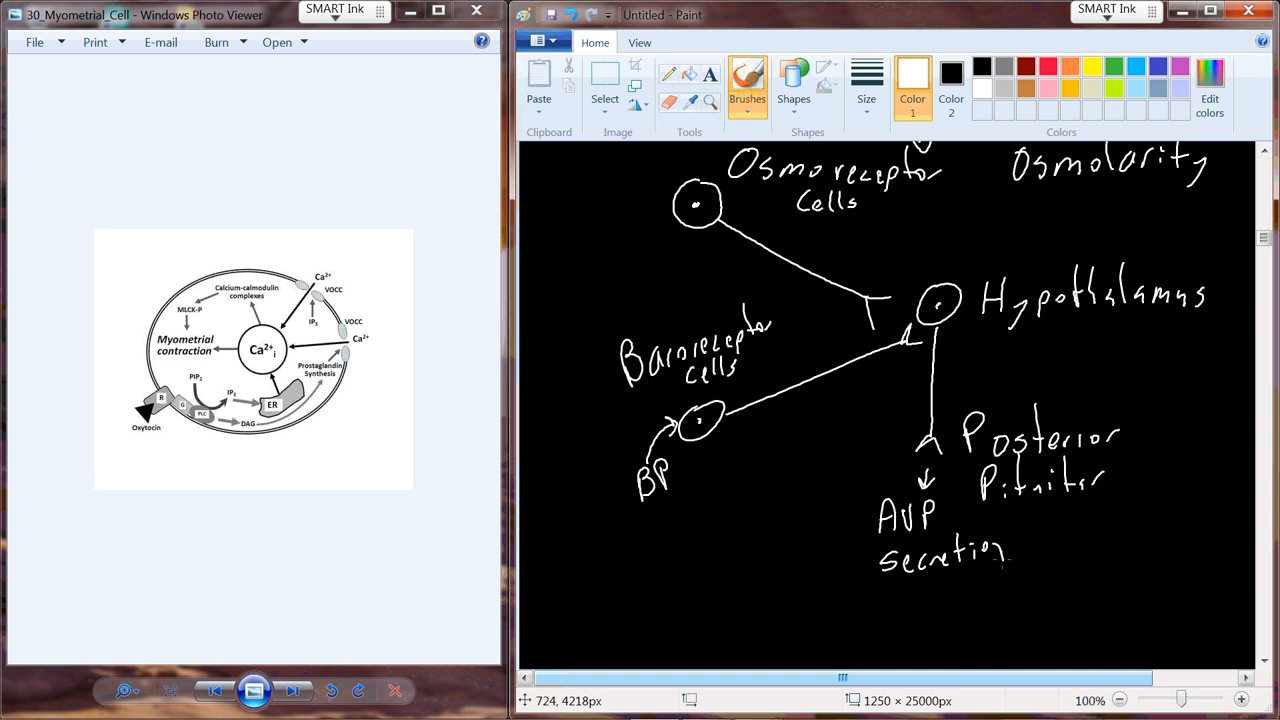 30_Myometrial_Cell - Windows Photo Viewer
SMART Ink
File
Print
E-mail
Burn
Open
Calcium-calmodulin
complexes
MLCK-P
Myometrial
contraction
Ca2+
VOCC
IP3
VOCC
Ca2+
Ca2+i
Prostaglandin
Synthesis
PIP2
IP3
ER
R
G
PLC
DAG
Oxytocin
Untitled - Paint
SMART Ink
Home
View
Paste
Select
Brushes
Shapes
Size
Color
1
Color
2
Edit
colors
Clipboard
Image
Tools
Shapes
Colors
Osmoreceptor
Cells
Osmolarity
Hypothalamus
Baroreceptor
cells
BP
Posterior
Pituitar
AVP
secretion
724, 4218px
1250 × 25000px
100%